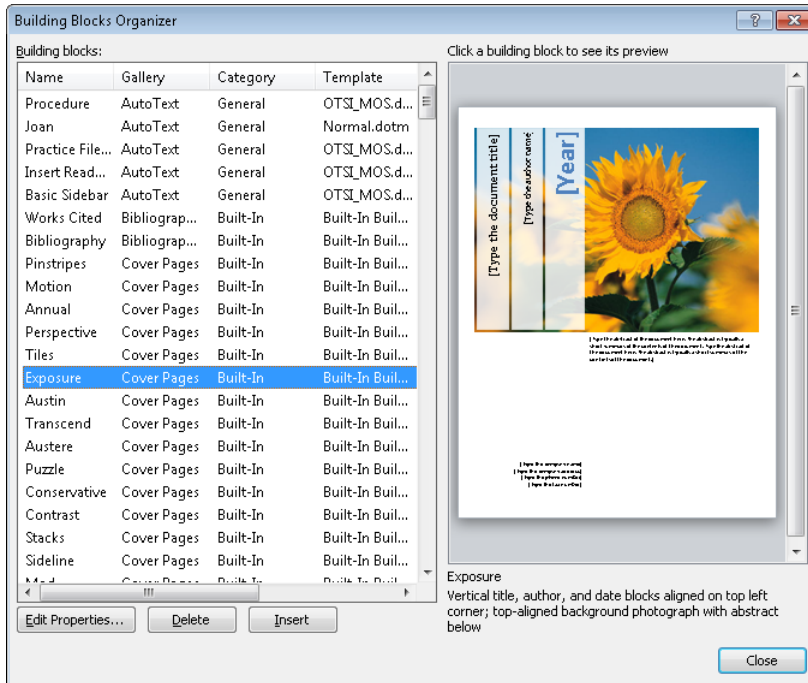 Building Blocks Organizer
Building blocks:
Click a building block to see its preview
Name Gallery Category Template
Procedure AutoText General OTSI_MOS.d...
Joan AutoText General Normal.dotm
Practice File... AutoText General OTSI_MOS.d...
Insert Read... AutoText General OTSI_MOS.d...
Basic Sidebar AutoText General OTSI_MOS.d...
Works Cited Bibliograp... Built-In Built-In Buil...
Bibliography Bibliograp... Built-In Built-In Buil...
Pinstripes Cover Pages Built-In Built-In Buil...
Motion Cover Pages Built-In Built-In Buil...
Annual Cover Pages Built-In Built-In Buil...
Perspective Cover Pages Built-In Built-In Buil...
Tiles Cover Pages Built-In Built-In Buil...
Exposure Cover Pages Built-In Built-In Buil...
Austin Cover Pages Built-In Built-In Buil...
Transcend Cover Pages Built-In Built-In Buil...
Austere Cover Pages Built-In Built-In Buil...
Puzzle Cover Pages Built-In Built-In Buil...
Conservative Cover Pages Built-In Built-In Buil...
Contrast Cover Pages Built-In Built-In Buil...
Stacks Cover Pages Built-In Built-In Buil...
Sideline Cover Pages Built-In Built-In Buil...
Edit Properties...
Delete
Insert
[Type the document title]
[Type the author name]
[Year]
Exposure
Vertical title, author, and date blocks aligned on top left
corner; top-aligned background photograph with abstract
below
Close